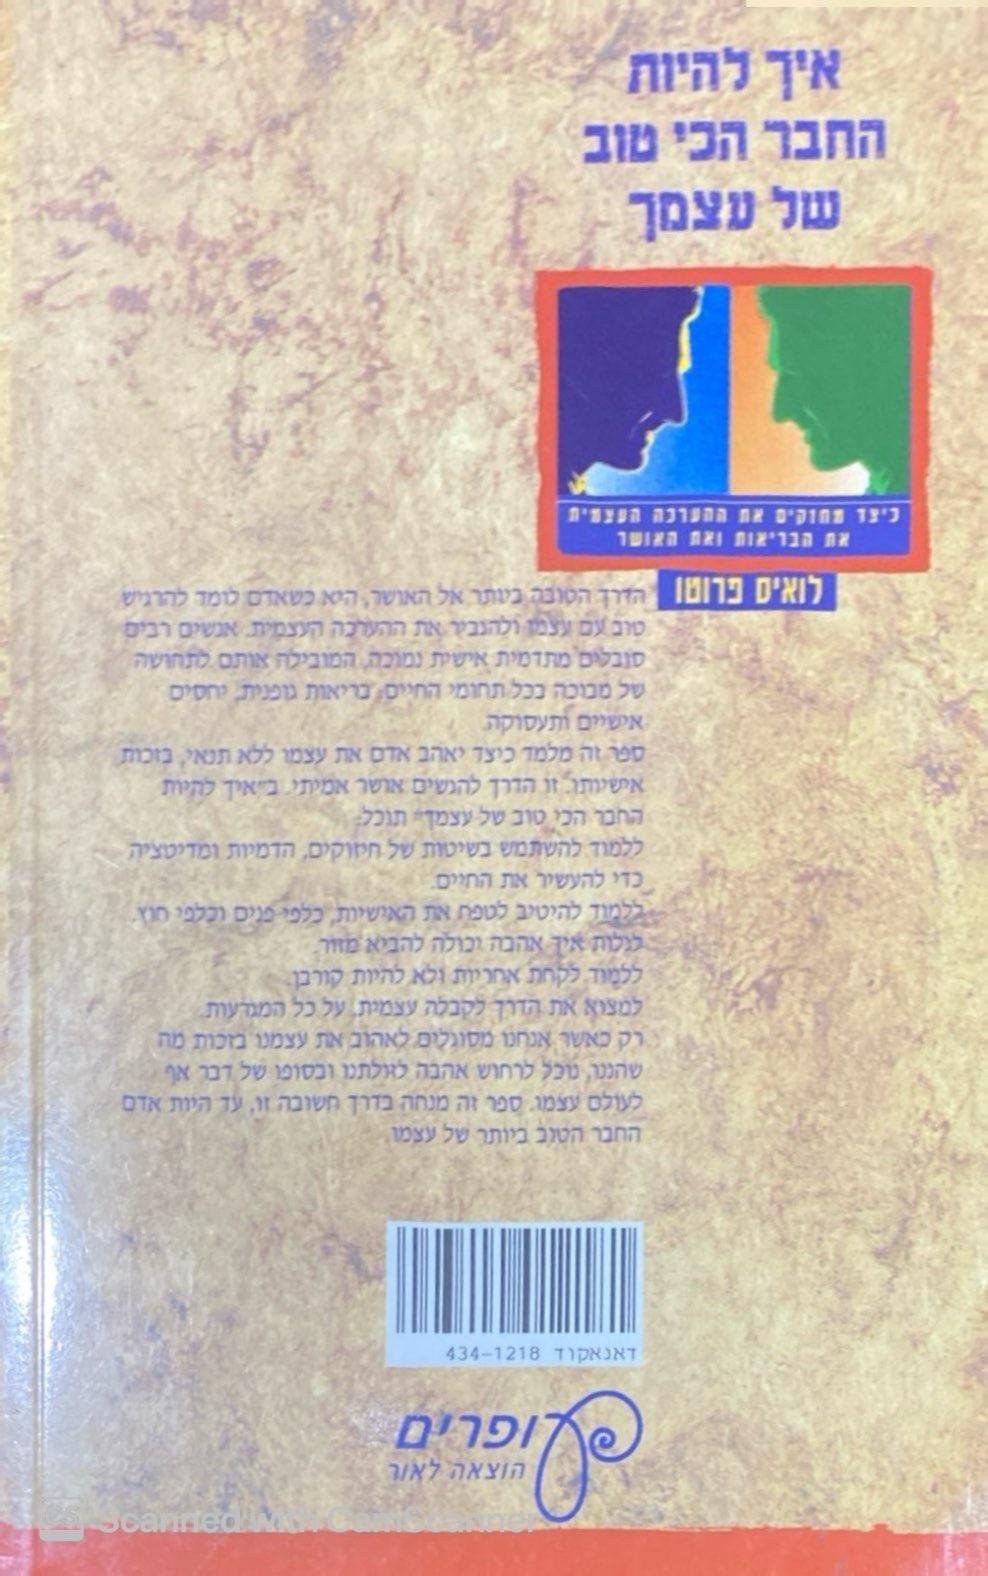 איך להיות
החבר הכי טוב
של עצמך
כיצד מחזקים את ההערכה העצמית
את הבריאות ואת האושר
לואיס פרוטו
הדרך הטובה ביותר אל האושר, היא כשאדם לומד להרגיש
טוב עם עצמו ולהגביר את ההערכה העצמית. אנשים רבים
סובלים מתדמית אישית נמוכה, המובילה אותם לתחושה
של מבוכה בכל תחומי החיים: בריאות גופנית, יחסים
אישיים ותעסוקה.
ספר זה מלמד כיצד יאהב אדם את עצמו ללא תנאי, בזכות
אישיותו. זו הדרך להגשים אושר אמיתי. ב"איך להיות
החבר הכי טוב של עצמך" תוכל:
ללמוד להשתמש בשיטות של חיזוקים, הדמיות ומדיטציה,
כדי להעשיר את החיים.
ללמוד להיטיב לטפח את האישיות, כלפי פנים וכלפי חוץ.
לגלות איך אהבה יכולה להביא מזור.
ללמוד לקחת אחריות ולא להיות קורבן.
למצוא את הדרך לקבלה עצמית, על כל המגרעות.
רק כאשר אנחנו מסוגלים לאהוב את עצמנו בזכות מה
שהננו, נוכל לרחוש אהבה לזולתנו ובסופו של דבר אף
לעולם עצמו. ספר זה מנחה בדרך חשובה זו, עד היות אדם
החבר הטוב ביותר של עצמו.
דאנאקוד 434-1218
אופרים
הוצאה לאור
CS Scanned with CamScanner